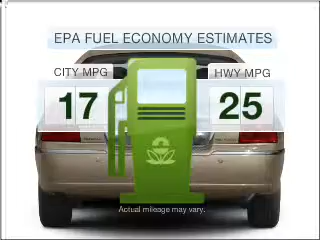 EPA FUEL ECONOMY ESTIMATES
CITY MPG
HWY MPG
17
25
Actual mileage may vary.